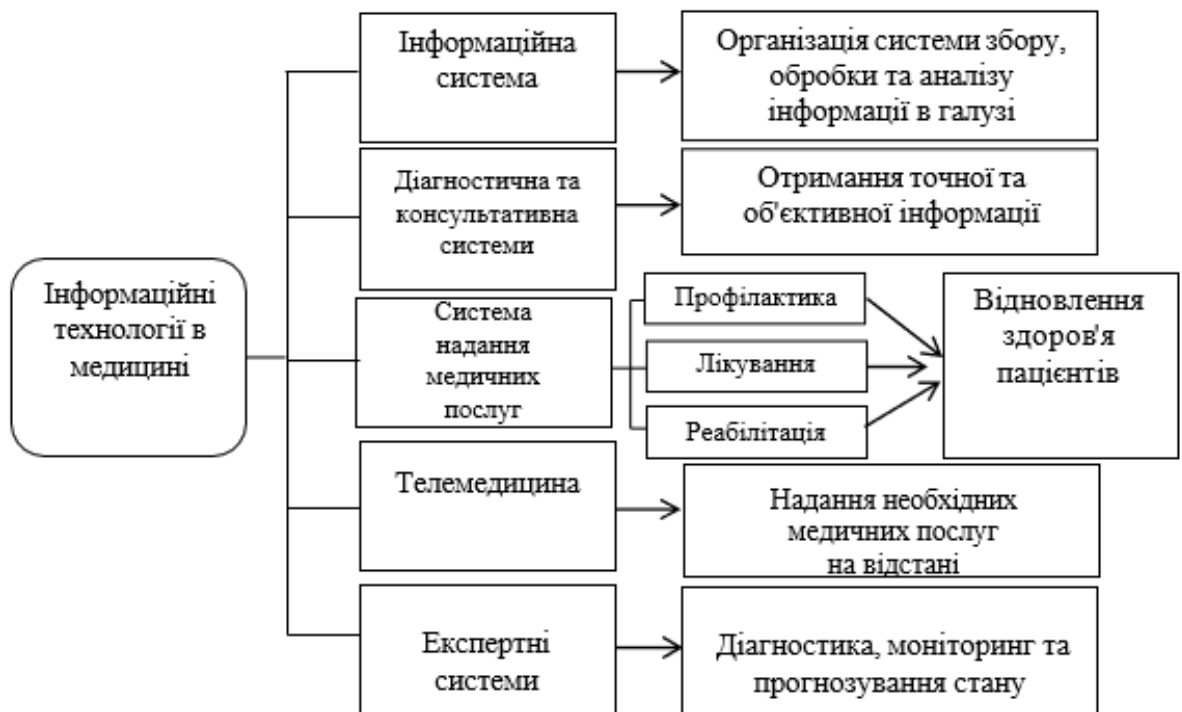 Інформаційні
технології в
медицині
Інформаційна
система
Організація системи збору,
обробки та аналізу
інформації в галузі
Діагностична та
консультативна
системи
Отримання точної та
об'єктивної інформації
Система
надання
медичних
послуг
Профілактика
Лікування
Реабілітація
Відновлення
здоров'я
пацієнтів
Телемедицина
Надання необхідних
медичних послуг
на відстані
Експертні
системи
Діагностика, моніторинг та
прогнозування стану